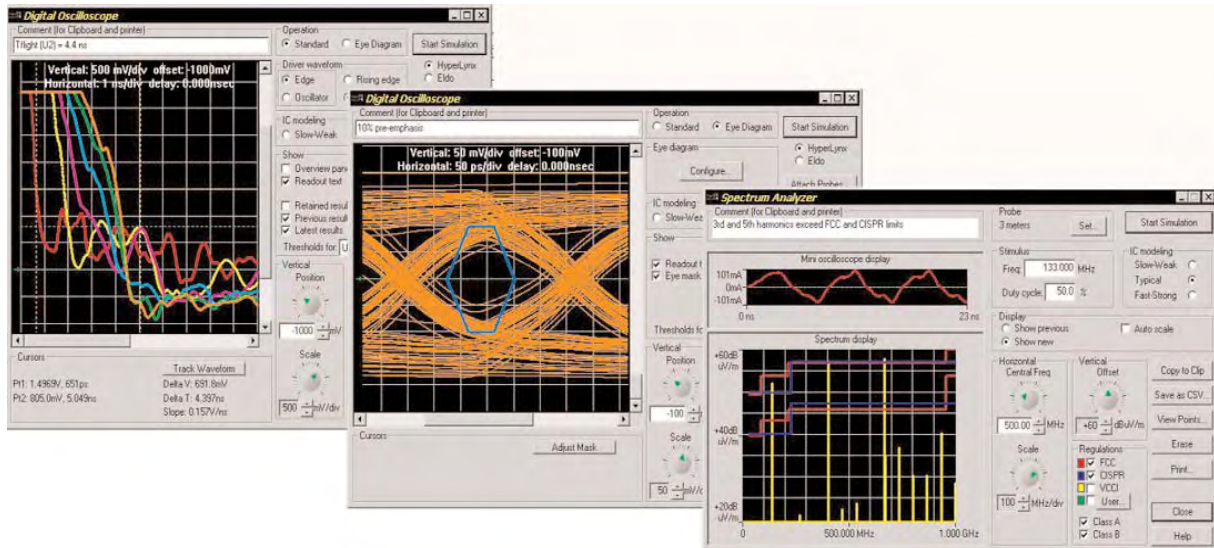 Digital Oscilloscope
Comment (for Clipboard and printer)
Tflight (U2) = 4.4 ns
Operation
Standard
Eye Diagram
Start Simulation
HyperLynx
Eldo
Vertical: 500 mV/div offset: -1000mV
Horizontal: 1 ns/div delay: 0.000nsec
Driver waveform
Edge
Rising edge
Oscillator
IC modeling
Slow-Weak
Show
Overview pan
Readout text
Retained resul
Previous result
Latest results
Thresholds for: U
Vertical
Position
-1000 mV
Scale
500 mV/div
Cursors
Track Waveform
Pt1: 1.4969V, 651ps
Pt2: 805.0mV, 5.049ns
Delta V: 691.8mV
Delta T: 4.397ns
Slope: 0.157V/ns
Digital Oscilloscope
Comment (for Clipboard and printer)
10% pre-emphasis
Operation
Standard
Eye Diagram
Start Simulation
HyperLynx
Eldo
Attach Probes...
Vertical: 50 mV/div offset: -100mV
Horizontal: 50 ps/div delay: 0.000nsec
Eye diagram
Configure...
IC modeling
Slow-Wea
Show
Readout t
Eye mask
Thresholds fo
Vertical
Position
-100
Scale
50 mV/c
Cursors
Adjust Mask
Spectrum Analyzer
Comment (for Clipboard and printer)
3rd and 5th harmonics exceed FCC and CISPR limits
Probe
3 meters
Set...
Start Simulation
Mini oscilloscope display
101mA
0mA
-101mA
0 ns
23 ns
Stimulus
Freq: 133.000 MHz
Duty cycle: 50.0 %
IC modeling
Slow-Weak
Typical
Fast-Strong
Display
Show previous
Show new
Auto scale
Spectrum display
+60dB
uV/m
+40dB
uV/m
+20dB
uV/m
0
500.000 MHz
1.000 GHz
Horizontal
Central Freq
500.00 MHz
Scale
100 MHz/div
Vertical
Offset
+60 dBuV/m
Regulations
FCC
CISPR
VCCI
User...
Class A
Class B
Copy to Clip
Save as CSV...
View Points...
Erase
Print...
Close
Help